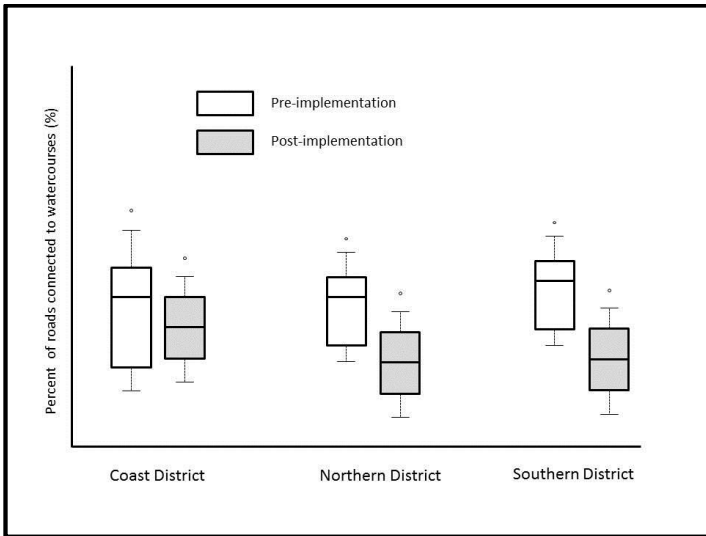 Pre-implementation
Post-implementation
Percent of roads connected to watercourses (%)
Coast District
Northern District
Southern District